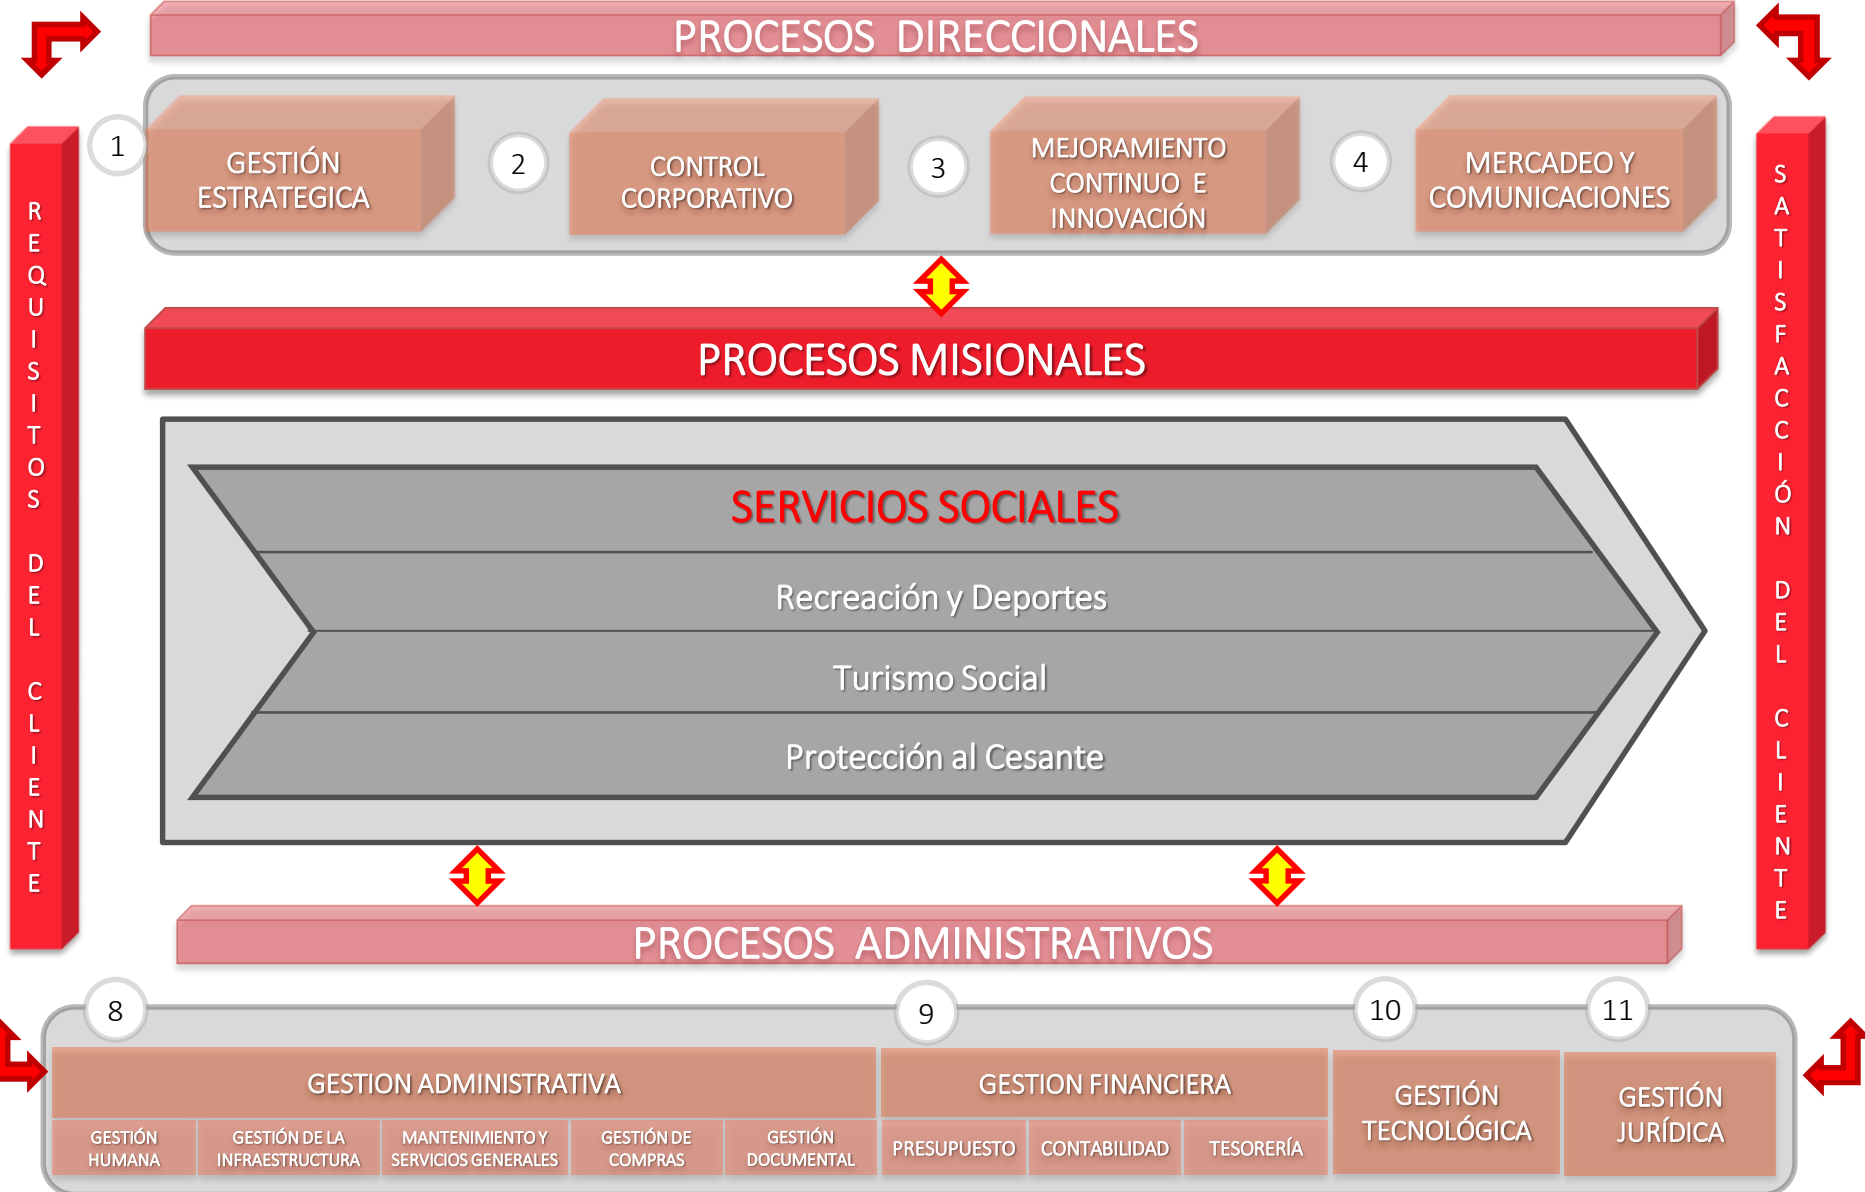 PROCESOS DIRECCIONALES
1
GESTIÓN
ESTRATEGICA
2
CONTROL
CORPORATIVO
3
MEJORAMIENTO
CONTINUO E
INNOVACIÓN
4
MERCADEO Y
COMUNICACIONES
REQUISITOS DEL CLIENTE
SATISFACCIÓN DEL CLIENTE
PROCESOS MISIONALES
SERVICIOS SOCIALES
Recreación y Deportes
Turismo Social
Protección al Cesante
PROCESOS ADMINISTRATIVOS
8
GESTION ADMINISTRATIVA
GESTIÓN
HUMANA
GESTIÓN DE LA
INFRAESTRUCTURA
MANTENIMIENTO Y
SERVICIOS GENERALES
GESTIÓN DE
COMPRAS
GESTIÓN
DOCUMENTAL
9
GESTION FINANCIERA
PRESUPUESTO
CONTABILIDAD
TESORERÍA
10
GESTIÓN
TECNOLÓGICA
11
GESTIÓN
JURÍDICA